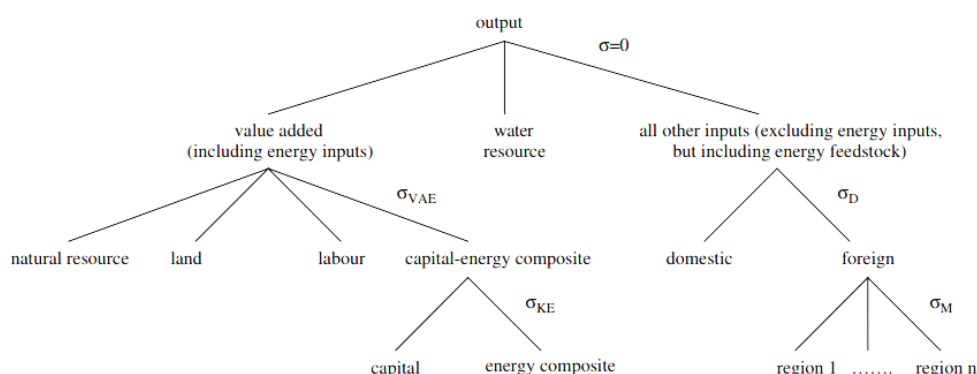 output
σ=0
value added
(including energy inputs)
water
resource
all other inputs (excluding energy inputs,
but including energy feedstock)
σVAE
σD
natural resource
land
labour
capital-energy composite
domestic
foreign
σKE
σM
capital
energy composite
region 1
.......
region n